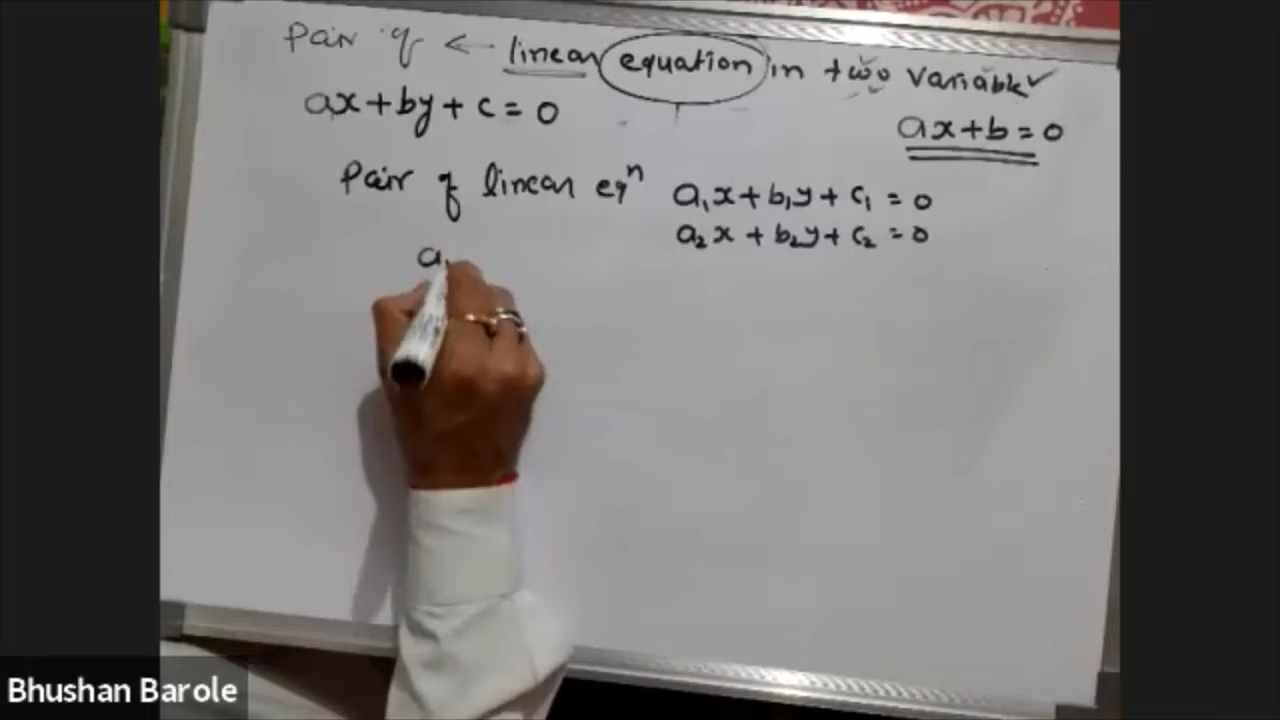 Pair of ← linear equation in two variable ✓
ax+by+c=0
ax+b=0
Pair of linear eqⁿ a₁x+b₁y+c₁=0
a₂x+b₂y+c₂=0
a₁
Bhushan Barole